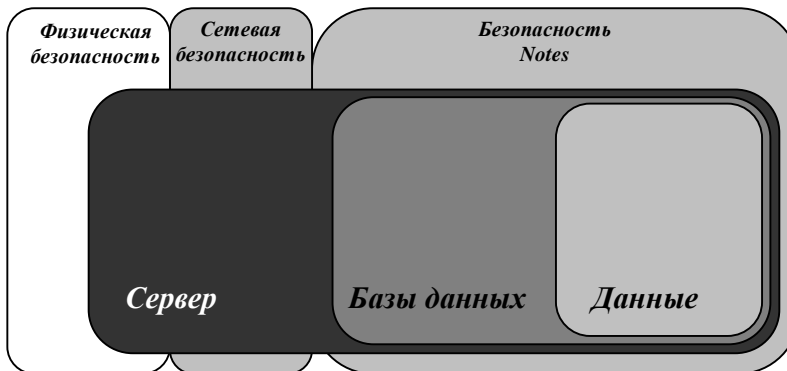 Физическая
безопасность
Сетевая
безопасность
Безопасность
Notes
Сервер
Базы данных
Данные